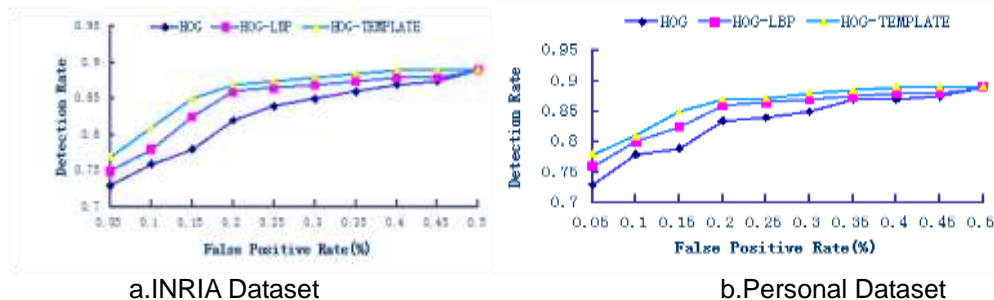 HOG HOG-LBP HOG-TEMPLATE
Detection Rate
0.95
0.9
0.85
0.8
0.75
0.7
0.05 0.1 0.15 0.2 0.25 0.3 0.35 0.4 0.45 0.5
False Positive Rate(%)
a.INRIA Dataset
HOG HOG-LBP HOG-TEMPLATE
Detection Rate
0.95
0.9
0.85
0.8
0.75
0.7
0.05 0.1 0.15 0.2 0.25 0.3 0.35 0.4 0.45 0.5
False Positive Rate(%)
b.Personal Dataset